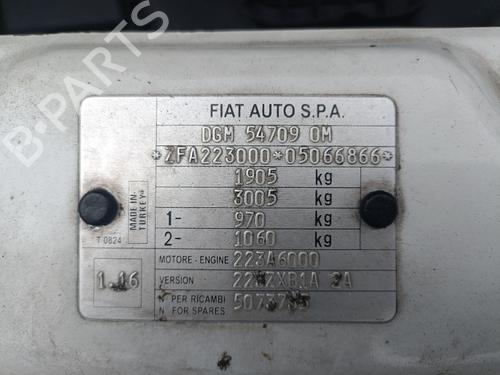 FIAT AUTO S.P.A.
DGM 54709 OM
*ZFA223000*05066866*
1905 kg
3005 kg
1- 970 kg
2- 1060 kg
MADE IN TURKEY
T 0824
MOTORE - ENGINE 223A6000
1.16
VERSION
N° PER RICAMBI
N° FOR SPARES
B-PARTS